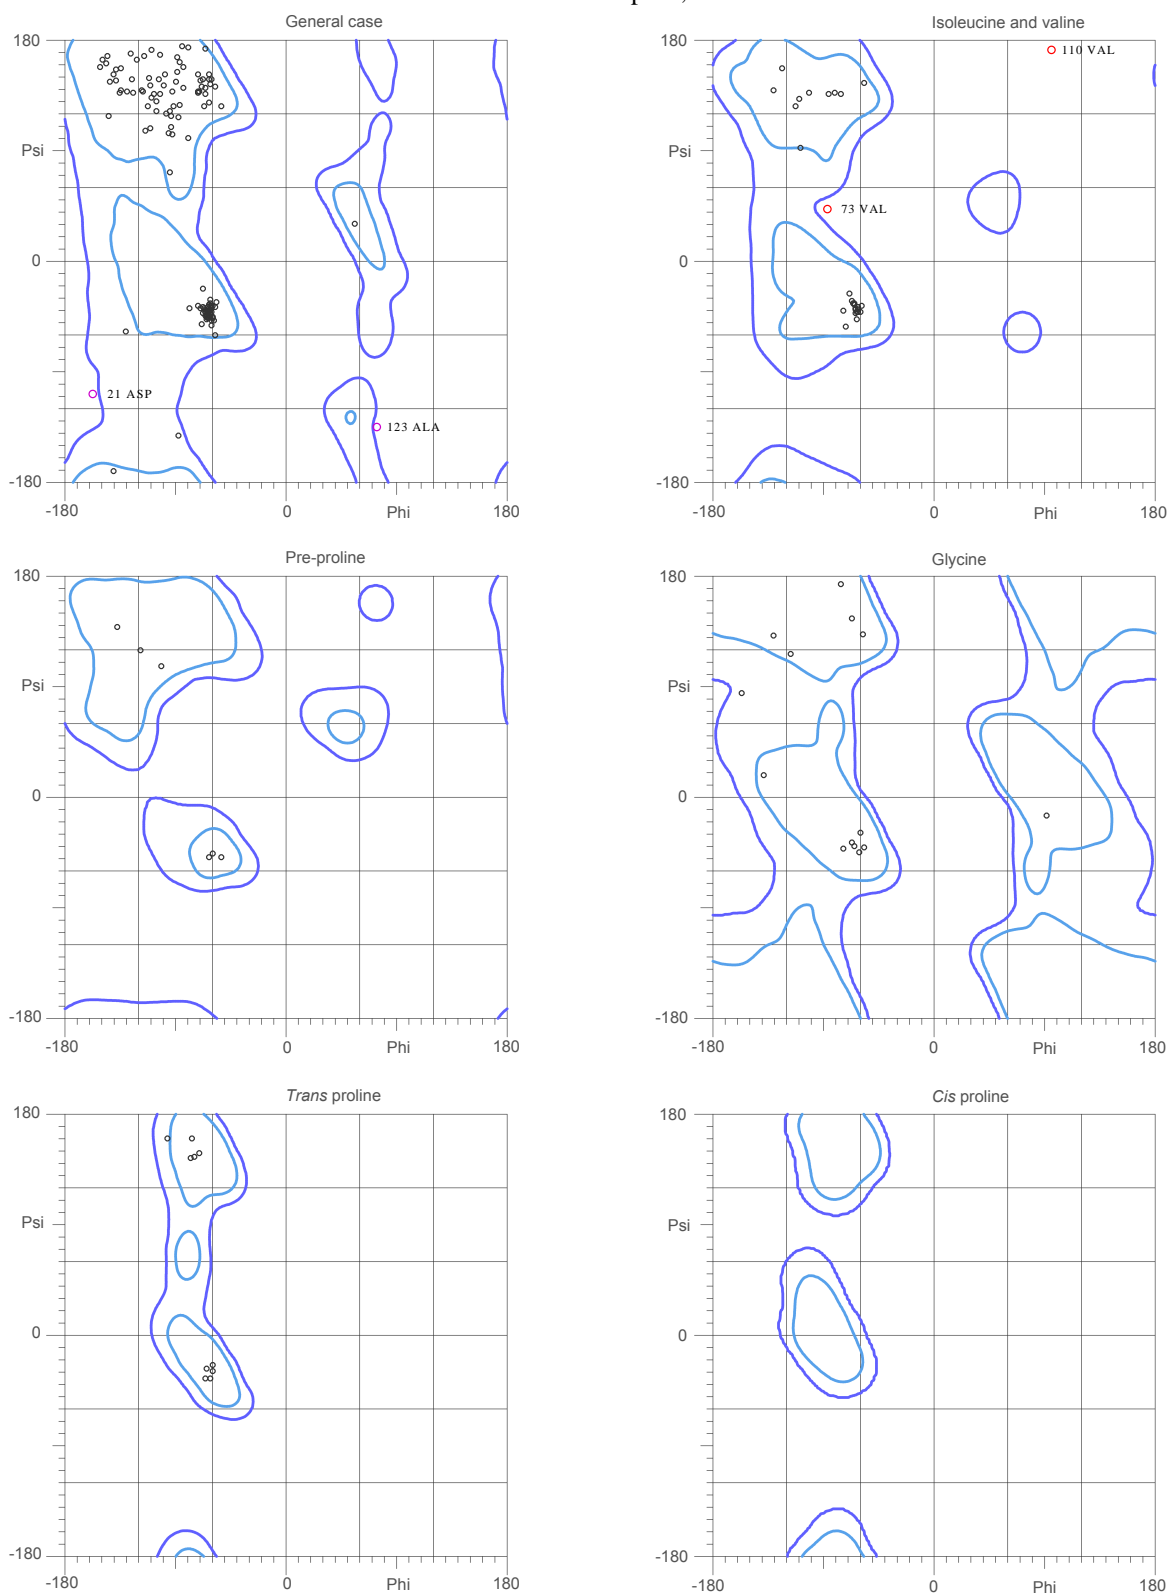 General case
180
Psi
0
-180
-180
0
Phi
180
21 ASP
123 ALA
Isoleucine and valine
180
Psi
0
-180
-180
0
Phi
180
110 VAL
73 VAL
Pre-proline
180
Psi
0
-180
-180
0
Phi
180
Glycine
180
Psi
0
-180
-180
0
Phi
180
Trans proline
180
Psi
0
-180
-180
0
Phi
180
Cis proline
180
Psi
0
-180
-180
0
Phi
180